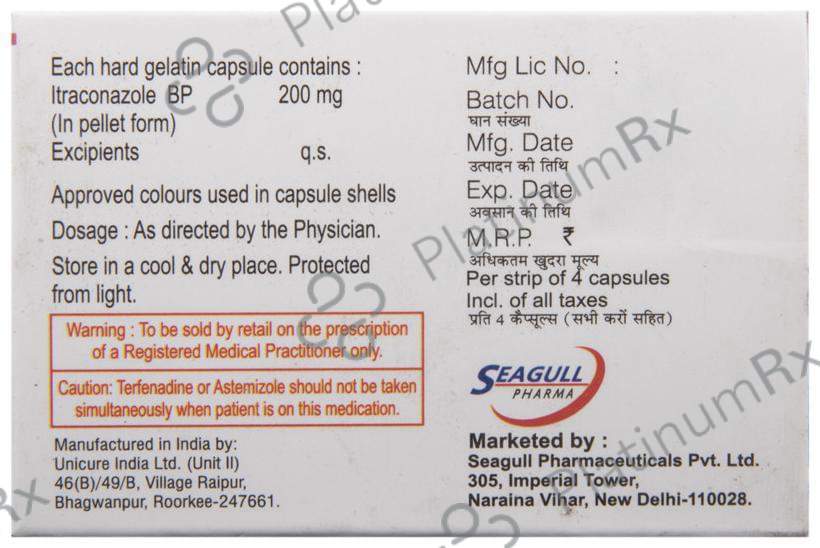 Each hard gelatin capsule contains :
Itraconazole BP 200 mg
(In pellet form)
Excipients q.s.
Approved colours used in capsule shells
Dosage : As directed by the Physician.
Store in a cool & dry place. Protected
from light.
Warning : To be sold by retail on the prescription
of a Registered Medical Practitioner only.
Caution: Terfenadine or Astemizole should not be taken
simultaneously when patient is on this medication.
Manufactured in India by:
Unicure India Ltd. (Unit II)
46(B)/49/B, Village Raipur,
Bhagwanpur, Roorkee-247661.
Mfg Lic No. :
Batch No.
घान संख्या
Mfg. Date
उत्पादन की तिथि
Exp. Date
अवसान की तिथि
M.R.P. ₹
अधिकतम खुदरा मूल्य
Per strip of 4 capsules
Incl. of all taxes
प्रति 4 कैप्सूल्स (सभी करों सहित)
SEAGULL
PHARMA
Marketed by :
Seagull Pharmaceuticals Pvt. Ltd.
305, Imperial Tower,
Naraina Vihar, New Delhi-110028.
PlatinumRx
PlatinumRx